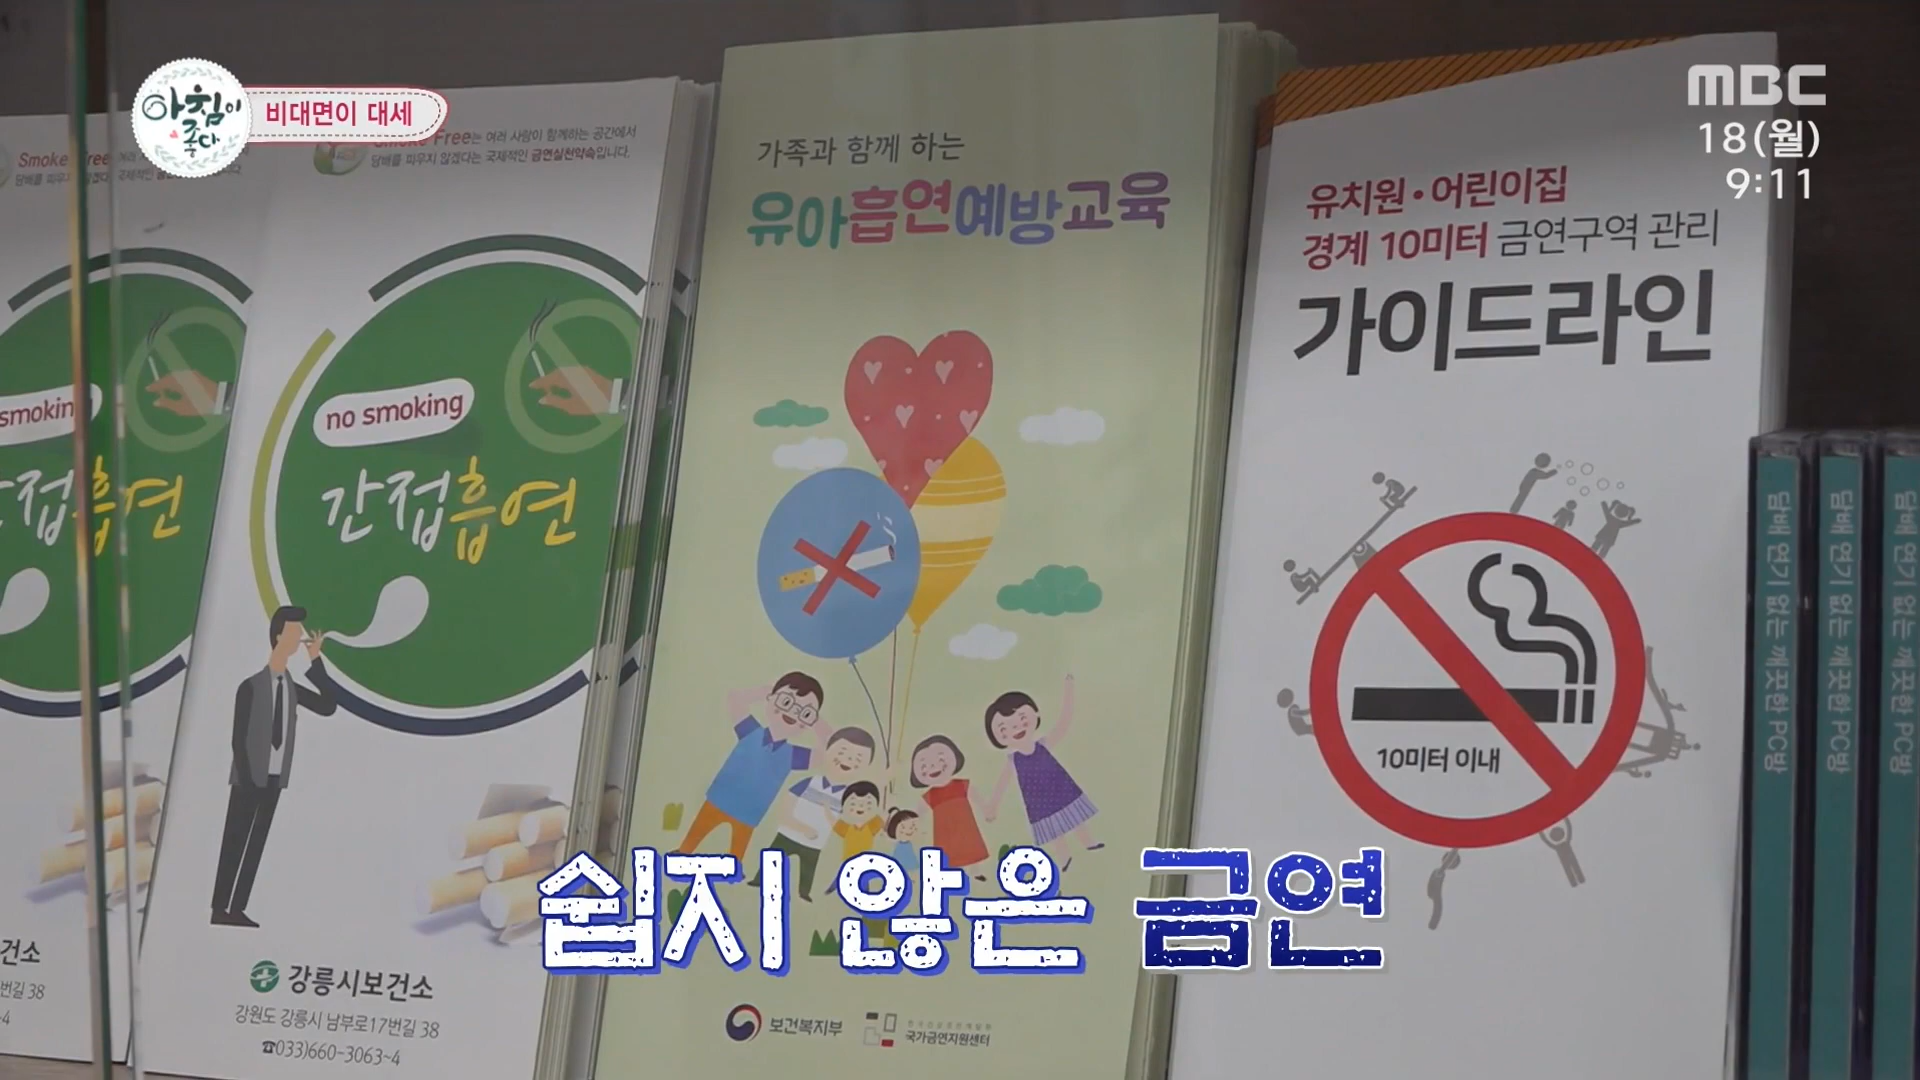 아침이
좋다
비대면이 대세
MBC
18(월)
9:11
Smoke Free
smoking
간접흡연
건소
번길 38
Free는 여러 사람이 함께하는 공간에서
담배를 피우지 않겠다는 국제적인 금연실천약속입니다.
no smoking
간접흡연
강릉시보건소
강원도 강릉시 남부로17번길 38
☎033)660-3063~4
가족과 함께 하는
유아흡연예방교육
보건복지부
국가금연지원센터
유치원·어린이집
경계 10미터 금연구역 관리
가이드라인
10미터 이내
담배 연기 없는 깨끗한 PC방
담배 연기 없는 깨끗한 PC방
담배 연기 없는 깨끗한 PC방
쉽지 않은 금연